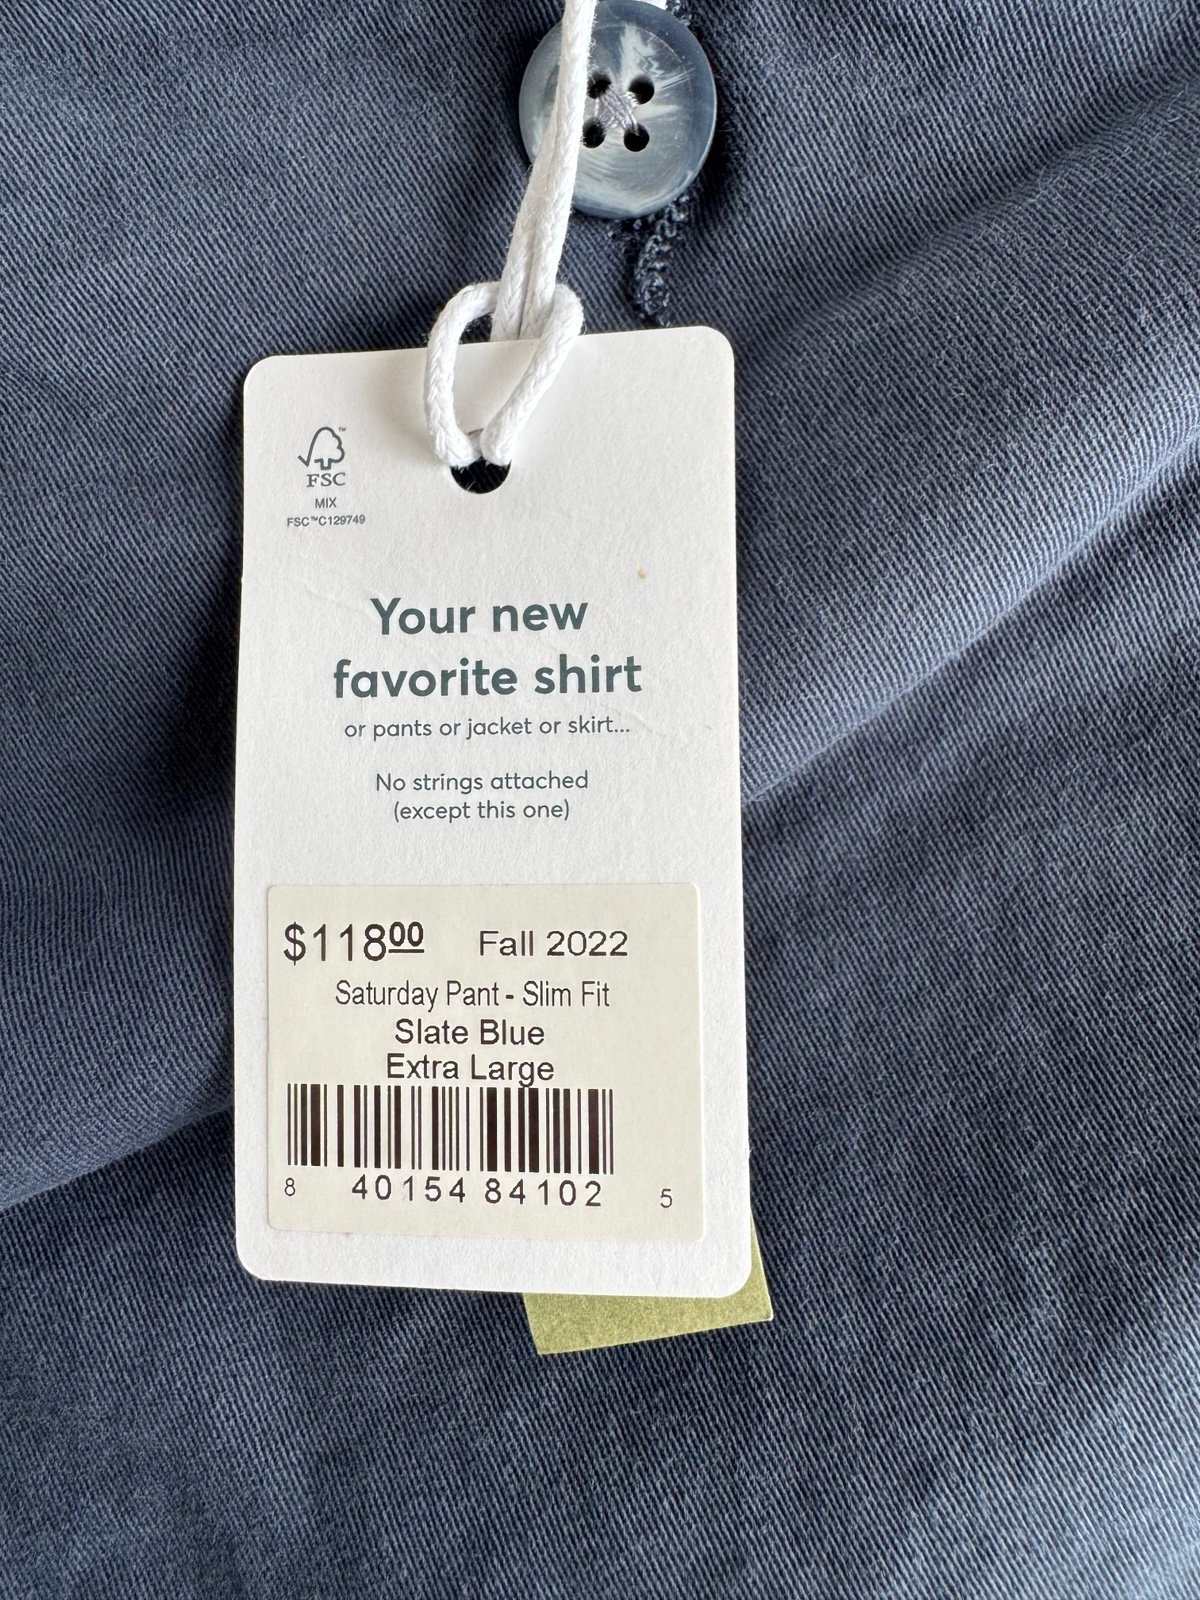 FSC™
MIX
FSC™C129749
Your new
favorite shirt
or pants or jacket or skirt...
No strings attached
(except this one)
$118.00 Fall 2022
Saturday Pant - Slim Fit
Slate Blue
Extra Large
8 40154 84102 5